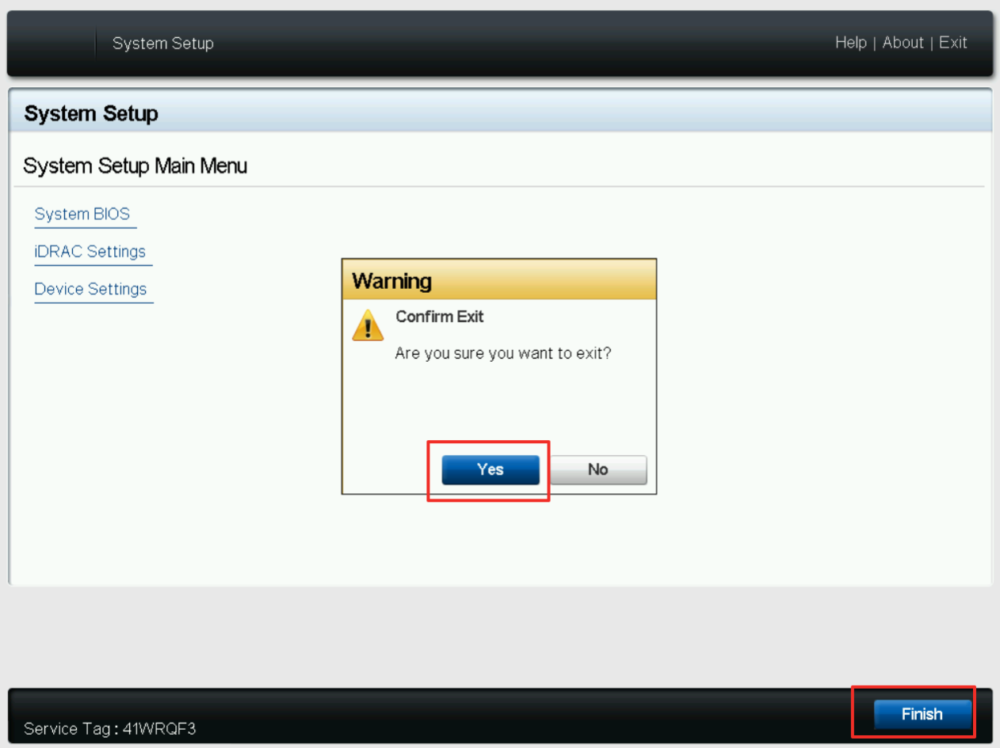 System Setup
Help | About | Exit
System Setup
System Setup Main Menu
System BIOS
iDRAC Settings
Device Settings
Warning
Confirm Exit
Are you sure you want to exit?
Yes
No
Finish
Service Tag : 41WRQF3